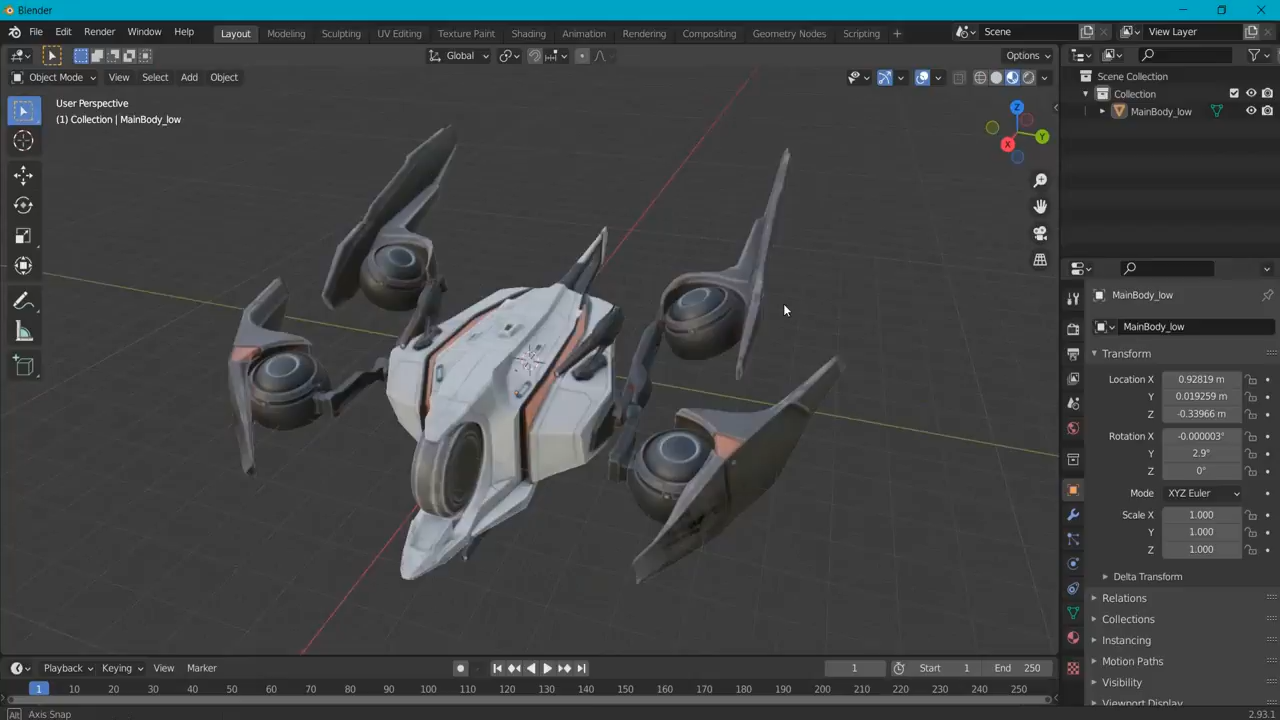 Blender
File Edit Render Window Help
Layout Modeling Sculpting UV Editing Texture Paint Shading Animation Rendering Compositing Geometry Nodes Scripting +
Scene
View Layer
Global
Options
Object Mode View Select Add Object
User Perspective
(1) Collection | MainBody_low
Z
Y
X
Scene Collection
Collection
MainBody_low
MainBody_low
MainBody_low
Transform
Location X 0.92819 m
Y 0.019259 m
Z -0.33966 m
Rotation X -0.000003°
Y 2.9°
Z 0°
Mode XYZ Euler
Scale X 1.000
Y 1.000
Z 1.000
Delta Transform
Relations
Collections
Instancing
Motion Paths
Visibility
Viewport Display
Playback Keying View Marker
1 Start 1 End 250
1 10 20 30 40 50 60 70 80 90 100 110 120 130 140 150 160 170 180 190 200 210 220 230 240 250
Alt Axis Snap
2.93.1